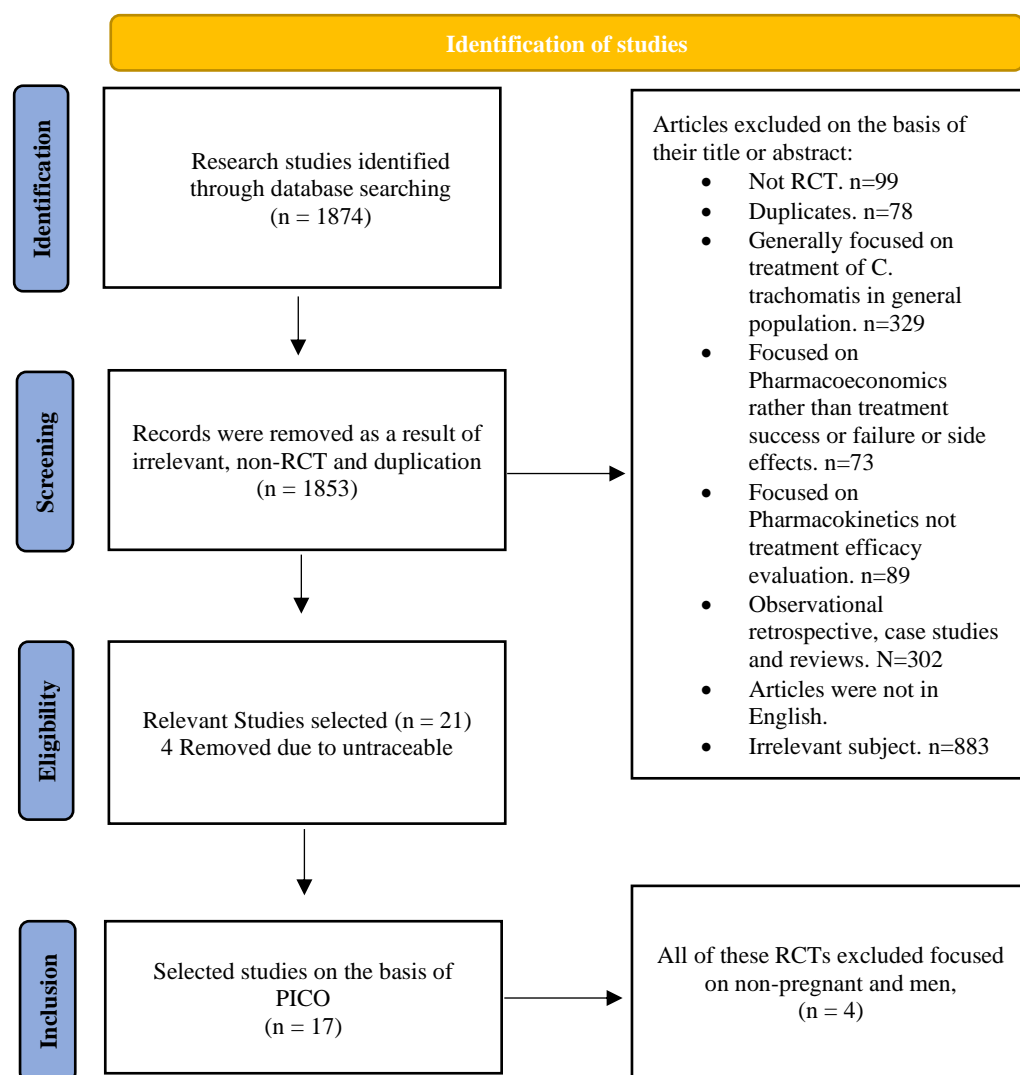 Identification of studies
Identification
Research studies identified
through database searching
(n = 1874)
Articles excluded on the basis of
their title or abstract:
• Not RCT. n=99
• Duplicates. n=78
• Generally focused on
treatment of C.
trachomatis in general
population. n=329
• Focused on
Pharmacoeconomics
rather than treatment
success or failure or side
effects. n=73
• Focused on
Pharmacokinetics not
treatment efficacy
evaluation. n=89
• Observational
retrospective, case studies
and reviews. N=302
• Articles were not in
English.
• Irrelevant subject. n=883
Screening
Records were removed as a result of
irrelevant, non-RCT and duplication
(n = 1853)
Eligibility
Relevant Studies selected (n = 21)
4 Removed due to untraceable
Inclusion
Selected studies on the basis of
PICO
(n = 17)
All of these RCTs excluded focused
on non-pregnant and men,
(n = 4)